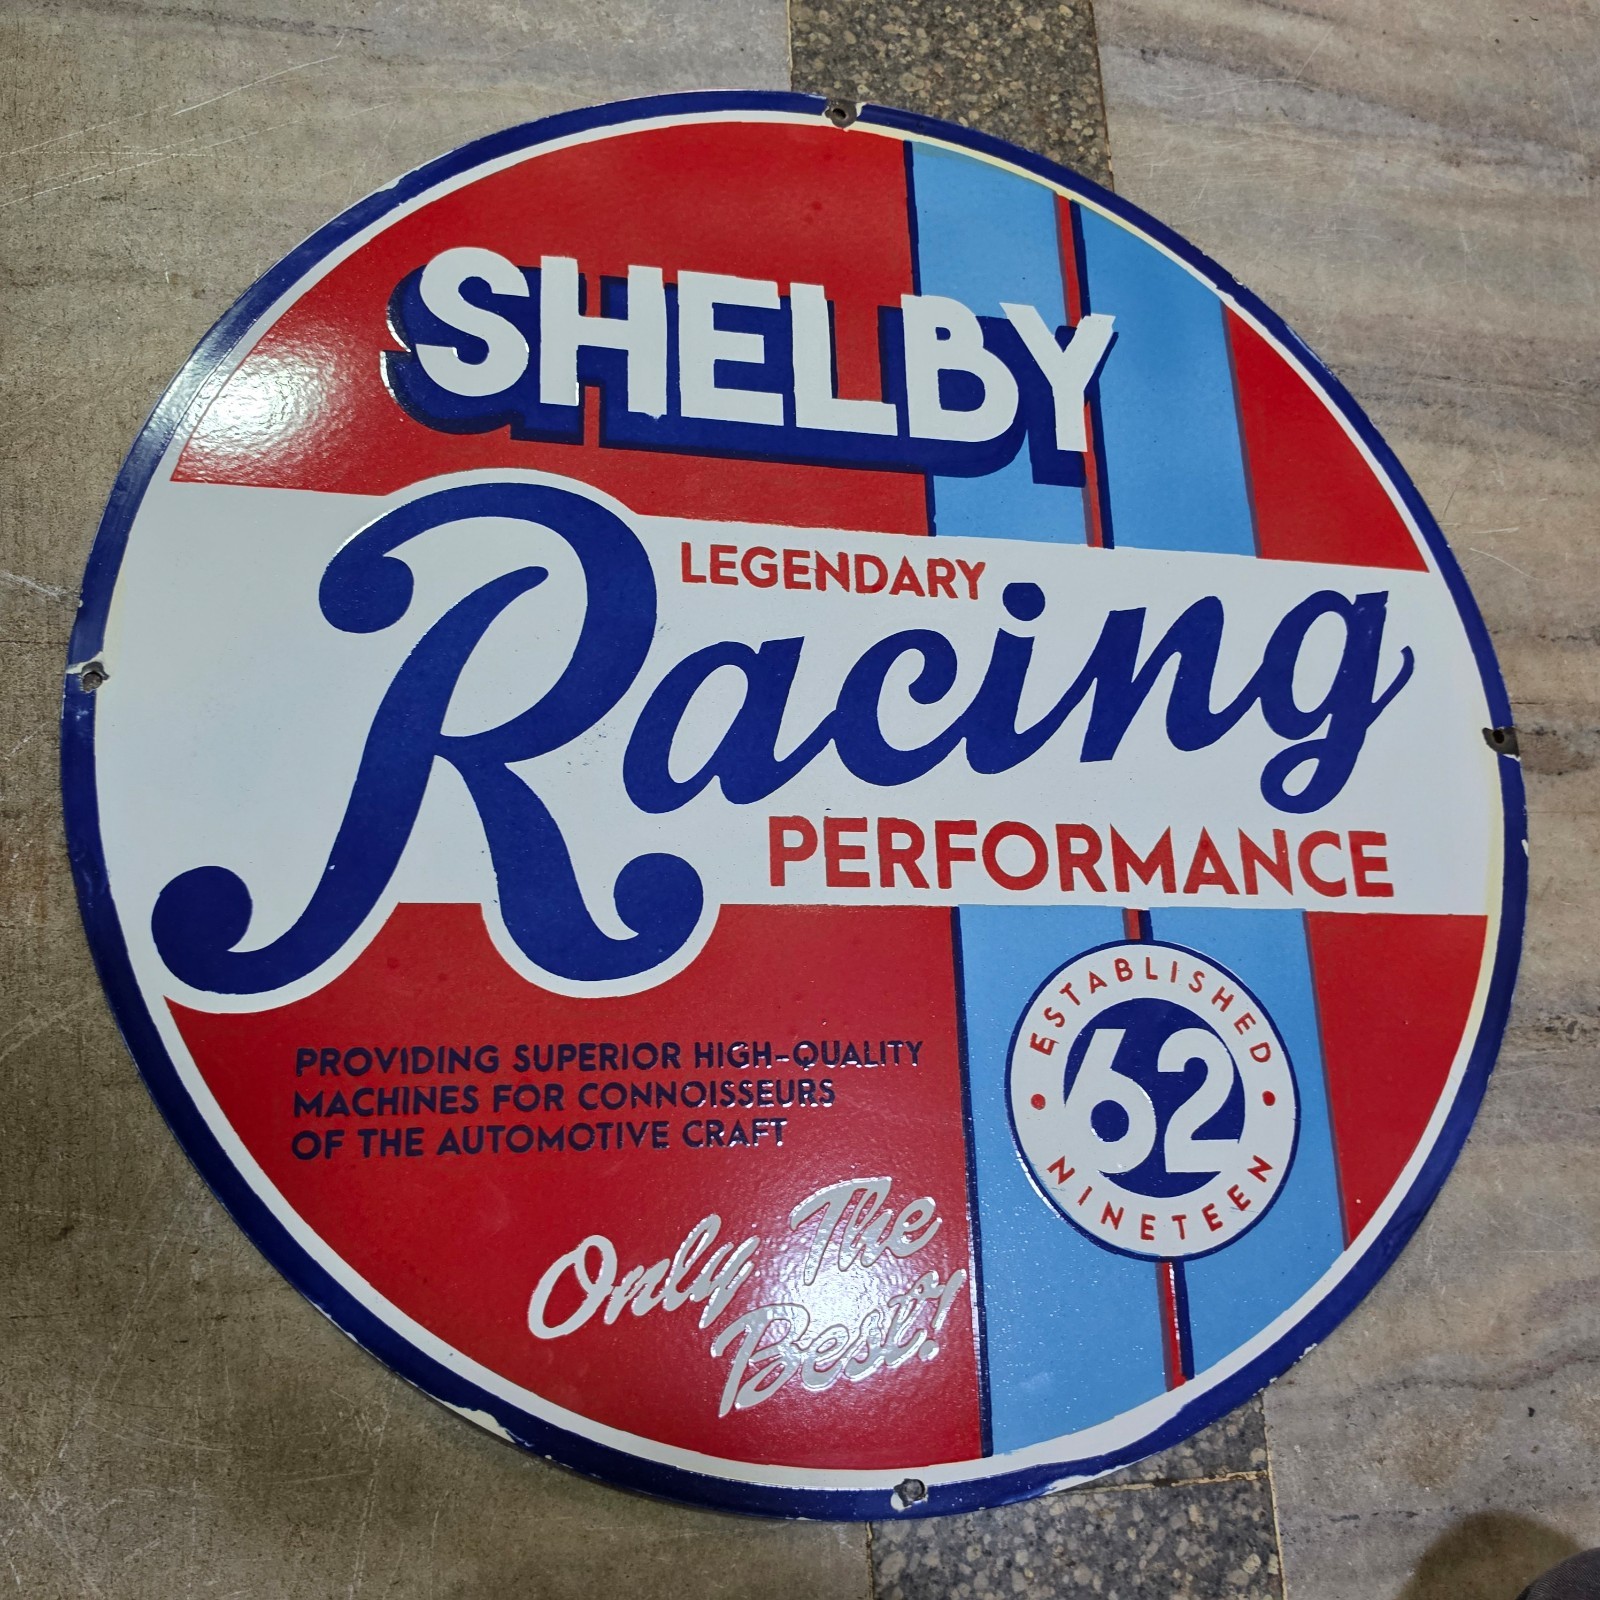 SHELBY
LEGENDARY
Racing
PERFORMANCE
PROVIDING SUPERIOR HIGH-QUALITY
MACHINES FOR CONNOISSEURS
OF THE AUTOMOTIVE CRAFT
Only The
Best!
ESTABLISHED
62
NINETEEN